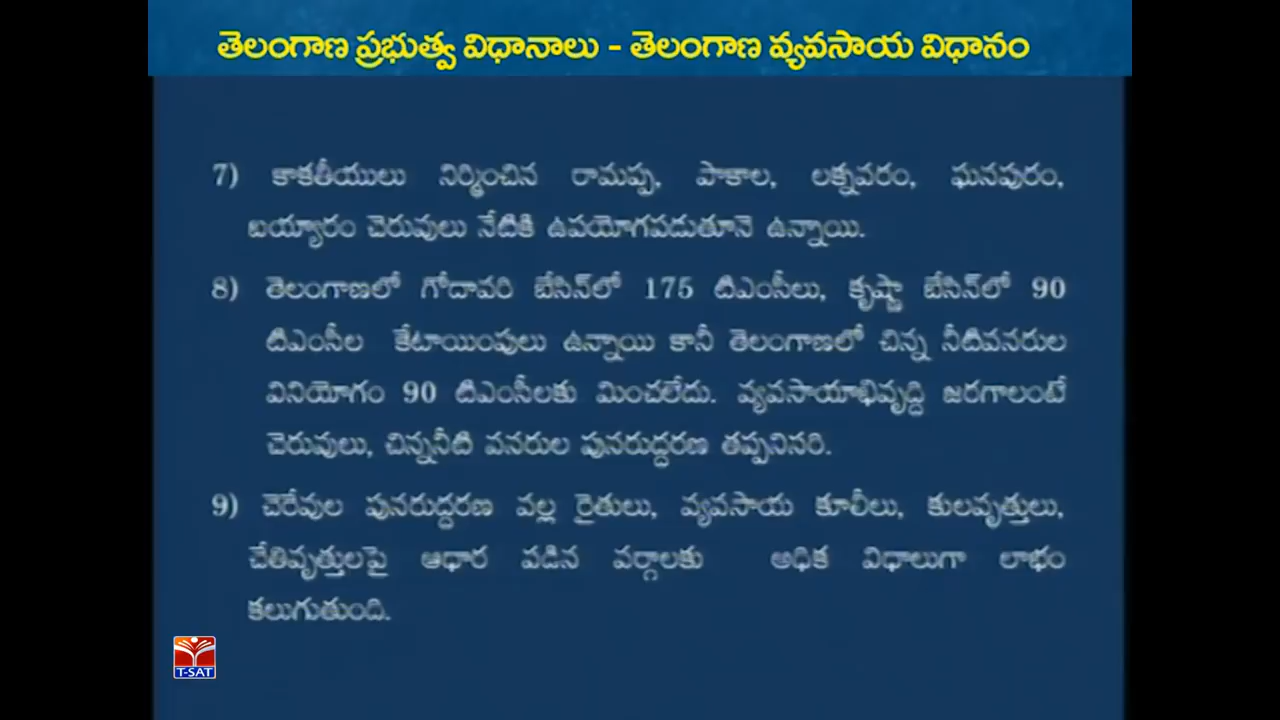 తెలంగాణ ప్రభుత్వ విధానాలు - తెలంగాణ వ్యవసాయ విధానం
7) కాకతీయులు నిర్మించిన రామప్ప, పాకాల, లక్నవరం, ఘనపురం,
బయ్యారం చెరువులు నేటికి ఉపయోగపడుతూనె ఉన్నాయి.
8) తెలంగాణలో గోదావరి బేసిన్‌లో 175 టిఎంసీలు, కృష్ణా బేసిన్‌లో 90
టిఎంసీల కేటాయింపులు ఉన్నాయి కానీ తెలంగాణలో చిన్న నీటివనరుల
వినియోగం 90 టిఎంసీలకు మించలేదు. వ్యవసాయాభివృద్ది జరగాలంటే
చెరువులు, చిన్ననీటి వనరుల పునరుద్దరణ తప్పనిసరి.
9) చెరేవుల పునరుద్దరణ వల్ల రైతులు, వ్యవసాయ కూలీలు, కులవృత్తులు,
చేతివృత్తులపై ఆధార పడిన వర్గాలకు అధిక విధాలుగా లాభం
కలుగుతుంది.
T-SAT